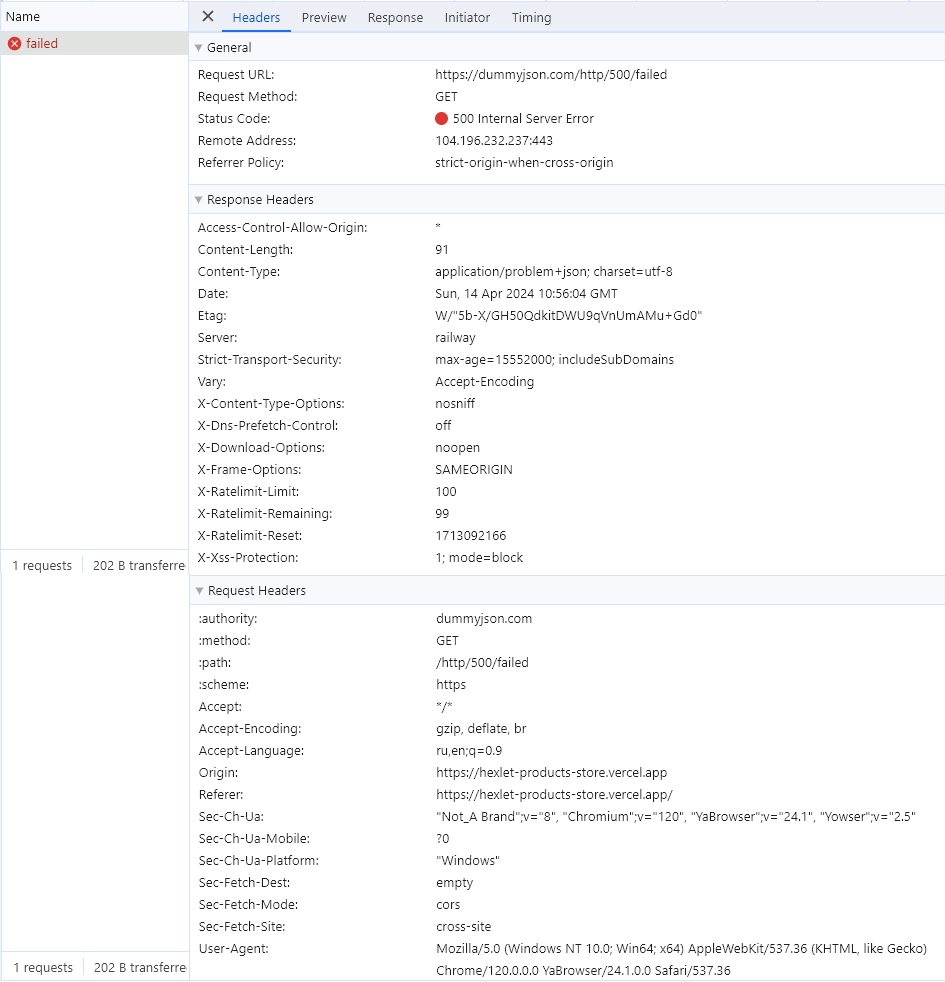 Name
failed
Headers Preview Response Initiator Timing
General
Request URL: https://dummyjson.com/http/500/failed
Request Method: GET
Status Code: 500 Internal Server Error
Remote Address: 104.196.232.237:443
Referrer Policy: strict-origin-when-cross-origin
Response Headers
Access-Control-Allow-Origin: *
Content-Length: 91
Content-Type: application/problem+json; charset=utf-8
Date: Sun, 14 Apr 2024 10:56:04 GMT
Etag: W/"5b-X/GH50QdkitDWU9qVnUmAMu+Gd0"
Server: railway
Strict-Transport-Security: max-age=15552000; includeSubDomains
Vary: Accept-Encoding
X-Content-Type-Options: nosniff
X-Dns-Prefetch-Control: off
X-Download-Options: noopen
X-Frame-Options: SAMEORIGIN
X-Ratelimit-Limit: 100
X-Ratelimit-Remaining: 99
X-Ratelimit-Reset: 1713092166
X-Xss-Protection: 1; mode=block
1 requests 202 B transferre
Request Headers
:authority: dummyjson.com
:method: GET
:path: /http/500/failed
:scheme: https
Accept: */*
Accept-Encoding: gzip, deflate, br
Accept-Language: ru,en;q=0.9
Origin: https://hexlet-products-store.vercel.app
Referer: https://hexlet-products-store.vercel.app/
Sec-Ch-Ua: "Not_A Brand";v="8", "Chromium";v="120", "YaBrowser";v="24.1", "Yowser";v="2.5"
Sec-Ch-Ua-Mobile: ?0
Sec-Ch-Ua-Platform: "Windows"
Sec-Fetch-Dest: empty
Sec-Fetch-Mode: cors
Sec-Fetch-Site: cross-site
User-Agent: Mozilla/5.0 (Windows NT 10.0; Win64; x64) AppleWebKit/537.36 (KHTML, like Gecko)
Chrome/120.0.0.0 YaBrowser/24.1.0.0 Safari/537.36
1 requests 202 B transferre